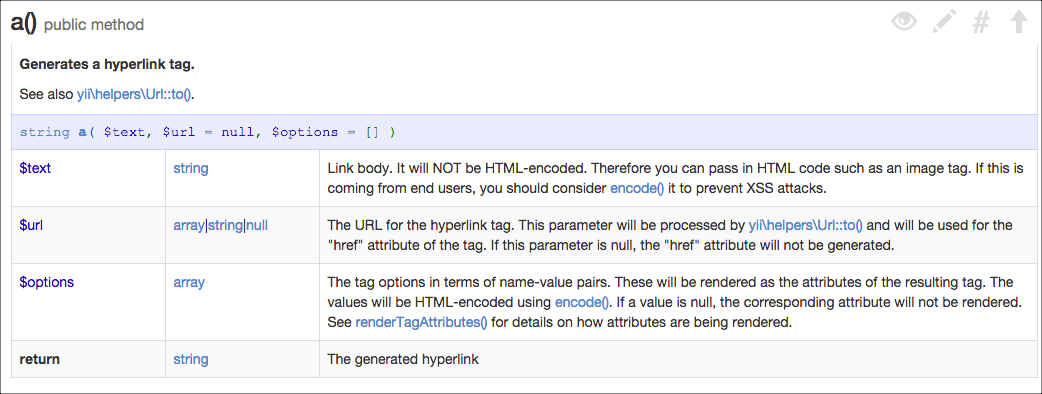 a() public method #
Generates a hyperlink tag.
See also yii\helpers\Url::to().
string a( $text, $url = null, $options = [] )
$text string Link body. It will NOT be HTML-encoded. Therefore you can pass in HTML code such as an image tag. If this is
coming from end users, you should consider encode() it to prevent XSS attacks.
$url array|string|null The URL for the hyperlink tag. This parameter will be processed by yii\helpers\Url::to() and will be used for the
"href" attribute of the tag. If this parameter is null, the "href" attribute will not be generated.
$options array The tag options in terms of name-value pairs. These will be rendered as the attributes of the resulting tag. The
values will be HTML-encoded using encode(). If a value is null, the corresponding attribute will not be rendered.
See renderTagAttributes() for details on how attributes are being rendered.
return string The generated hyperlink